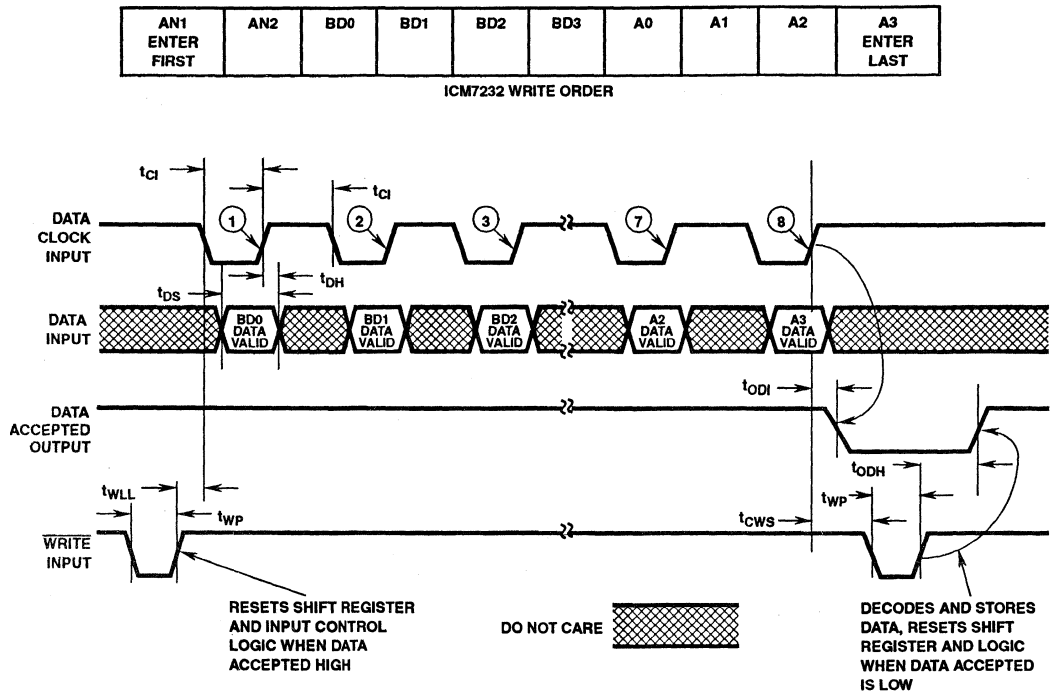 AN1 ENTER FIRST
AN2
BD0
BD1
BD2
BD3
A0
A1
A2
A3 ENTER LAST
ICM7232 WRITE ORDER
tCI
tCI
DATA CLOCK INPUT
1
2
3
7
8
tDS
tDH
DATA INPUT
BD0 DATA VALID
BD1 DATA VALID
BD2 DATA VALID
A2 DATA VALID
A3 DATA VALID
tODI
DATA ACCEPTED OUTPUT
tODH
tWLL
tWP
tWP
tCWS
WRITE INPUT
RESETS SHIFT REGISTER
AND INPUT CONTROL
LOGIC WHEN DATA
ACCEPTED HIGH
DO NOT CARE
DECODES AND STORES
DATA, RESETS SHIFT
REGISTER AND LOGIC
WHEN DATA ACCEPTED
IS LOW